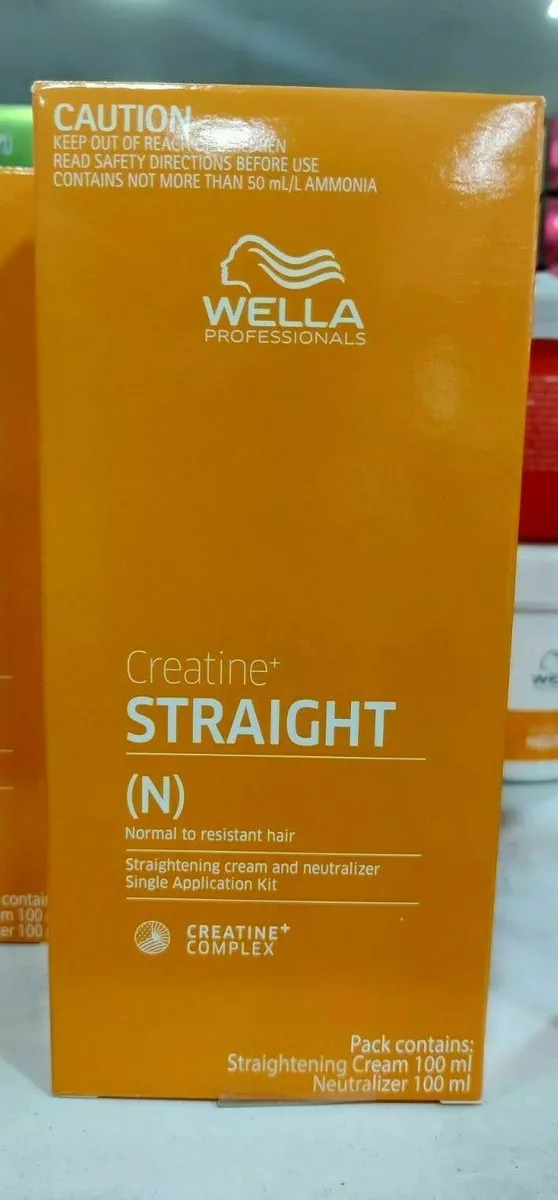 CAUTION
KEEP OUT OF REACH OF CHILDREN
READ SAFETY DIRECTIONS BEFORE USE
CONTAINS NOT MORE THAN 50 mL/L AMMONIA
WELLA
PROFESSIONALS
Creatine+
STRAIGHT
(N)
Normal to resistant hair
Straightening cream and neutralizer
Single Application Kit
CREATINE+
COMPLEX
Pack contains:
Straightening Cream 100 ml
Neutralizer 100 ml